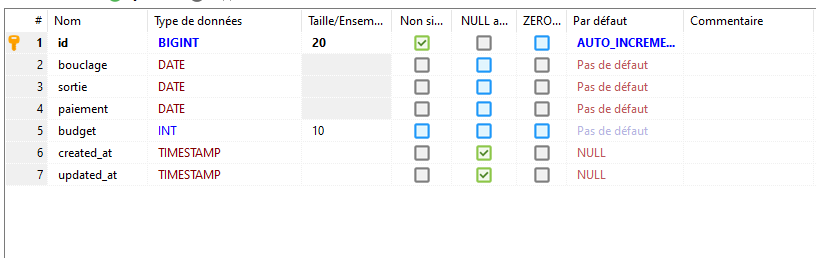 # Nom Type de données Taille/Ensem... Non si... NULL a... ZERO... Par défaut Commentaire
1 id BIGINT 20 AUTO_INCREME...
2 bouclage DATE Pas de défaut
3 sortie DATE Pas de défaut
4 paiement DATE Pas de défaut
5 budget INT 10 Pas de défaut
6 created_at TIMESTAMP NULL
7 updated_at TIMESTAMP NULL